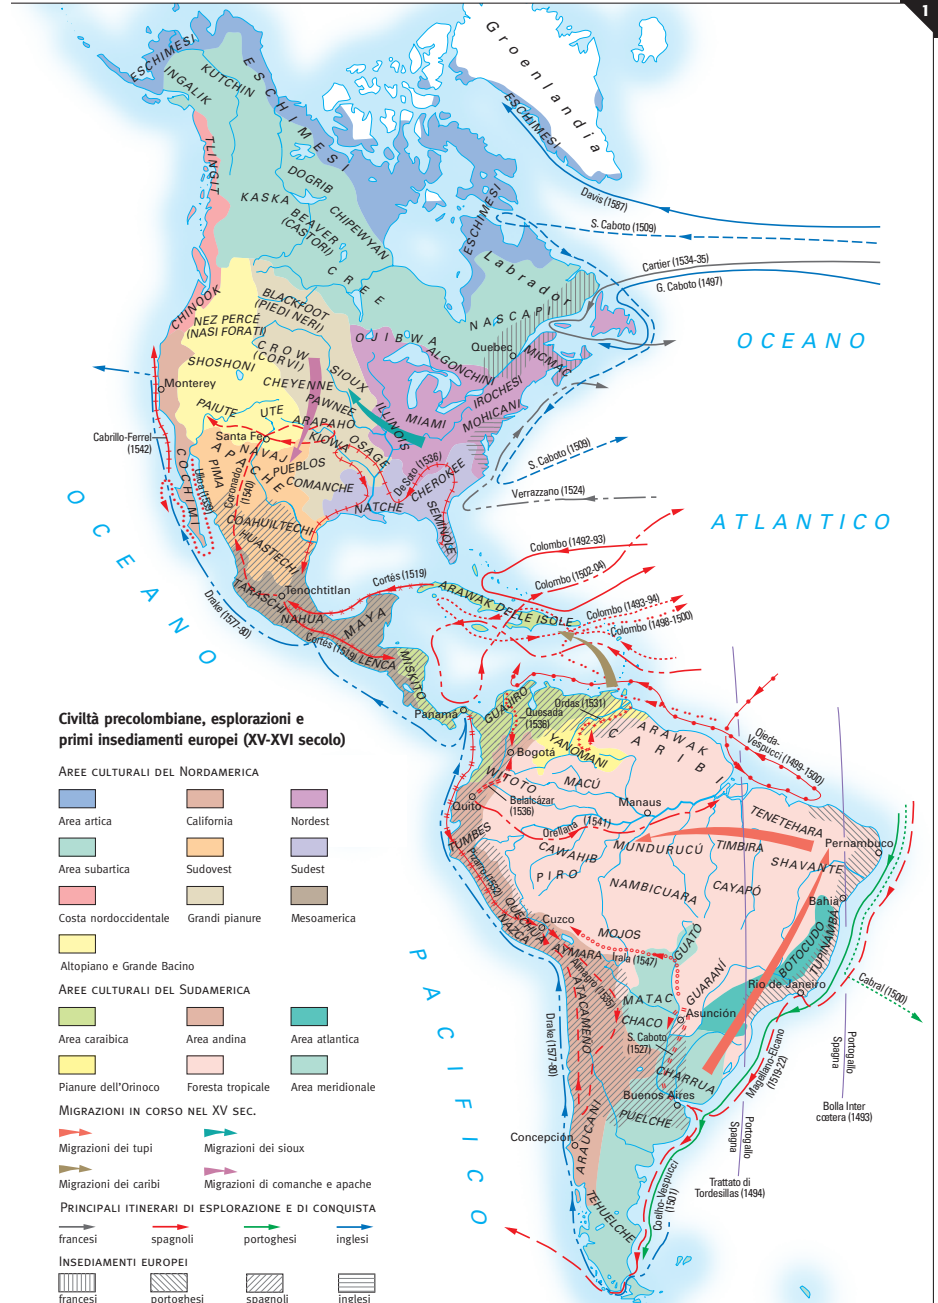 1
Groenlandia
ESCHIMESI
ESCHIMESI
ESCHIMESI
ESCHIMESI
INGALIK
KUTCHIN
TLINGIT
DOGRIB
KASKA
BEAVER
(CASTORI)
CHIPEWYAN
CREE
Davis (1587)
S. Caboto (1509)
Cartier (1534-35)
G. Caboto (1497)
Labrador
NASCAPI
CHINOOK
NEZ PERCÉ
(NASI FORATI)
BLACKFOOT
(PIEDI NERI)
OJIBWA
ALGONCHINI
Quebec
MICMAC
OCEANO
SHOSHONI
CROW
(CORVI)
CHEYENNE
SIOUX
IROCHESI
MOHICANI
Monterey
PAIUTE
UTE
PAWNEE
ARAPAHO
ILLINOIS
MIAMI
Cabrillo-Ferrel
(1542)
Santa Fe
KIOWA
OSAGE
NAVAJ
APACHE
PUEBLOS
COMANCHE
De Soto (1536)
CHEROKEE
S. Caboto (1509)
Verrazzano (1524)
COCHIMI
Ulloa (1539)
PIMA
Coronado
(1540)
NATCHE
SEMINOLE
ATLANTICO
COAHUILTECHI
HUASTECHI
Colombo (1492-93)
Colombo (1502-04)
Colombo (1493-94)
Colombo (1498-1500)
OCEANO
Drake (1577-80)
TARASCHI
Tenochtitlan
Cortés (1519)
ARAWAK DELLE ISOLE
NAHUA
MAYA
Cortés (1519)
LENCA
MISKITO
Panamá
GUAJIRO
Quesada
(1536)
Ordas (1531)
Bogotá
YANOMANI
ARAWAK
CARIBI
Ojeda-
Vespucci (1499-1500)
WITOTO
MACÚ
Quito
Belalcázar
(1536)
Manaus
Orellana (1541)
TENETEHARA
TUMBES
Pizarro (1532)
CAWAHIB
MUNDURUCÚ
TIMBIRA
Pernambuco
SHAVANTE
PIRO
NAMBICUARA
CAYAPÓ
Bahia
QUECHUA
NAZCA
Cuzco
MOJOS
AYMARA
Irala (1547)
GUATÓ
BOTOCUDO
TUPINAMBÁ
Almagro (1535)
ATACAMENO
MATAC
GUARANÍ
Rio de Janeiro
Cabral (1500)
CHACO
Asunción
S. Caboto
(1527)
Drake (1577-80)
CHARRUA
Buenos Aires
PUELCHE
Magellano-Elcano
(1519-22)
Portogallo
Spagna
Bolla Inter
cœtera (1493)
Portogallo
Spagna
Trattato di
Tordesillas (1494)
Concepción
ARAUCANI
Coelho-Vespucci
(1501)
TEHUELCHE
PACIFICO
Civiltà precolombiane, esplorazioni e
primi insediamenti europei (XV-XVI secolo)
AREE CULTURALI DEL NORDAMERICA
Area artica
California
Nordest
Area subartica
Sudovest
Sudest
Costa nordoccidentale
Grandi pianure
Mesoamerica
Altopiano e Grande Bacino
AREE CULTURALI DEL SUDAMERICA
Area caraibica
Area andina
Area atlantica
Pianure dell'Orinoco
Foresta tropicale
Area meridionale
MIGRAZIONI IN CORSO NEL XV SEC.
Migrazioni dei tupi
Migrazioni dei sioux
Migrazioni dei caribi
Migrazioni di comanche e apache
PRINCIPALI ITINERARI DI ESPLORAZIONE E DI CONQUISTA
francesi
spagnoli
portoghesi
inglesi
INSEDIAMENTI EUROPEI
francesi
portoghesi
spagnoli
inglesi